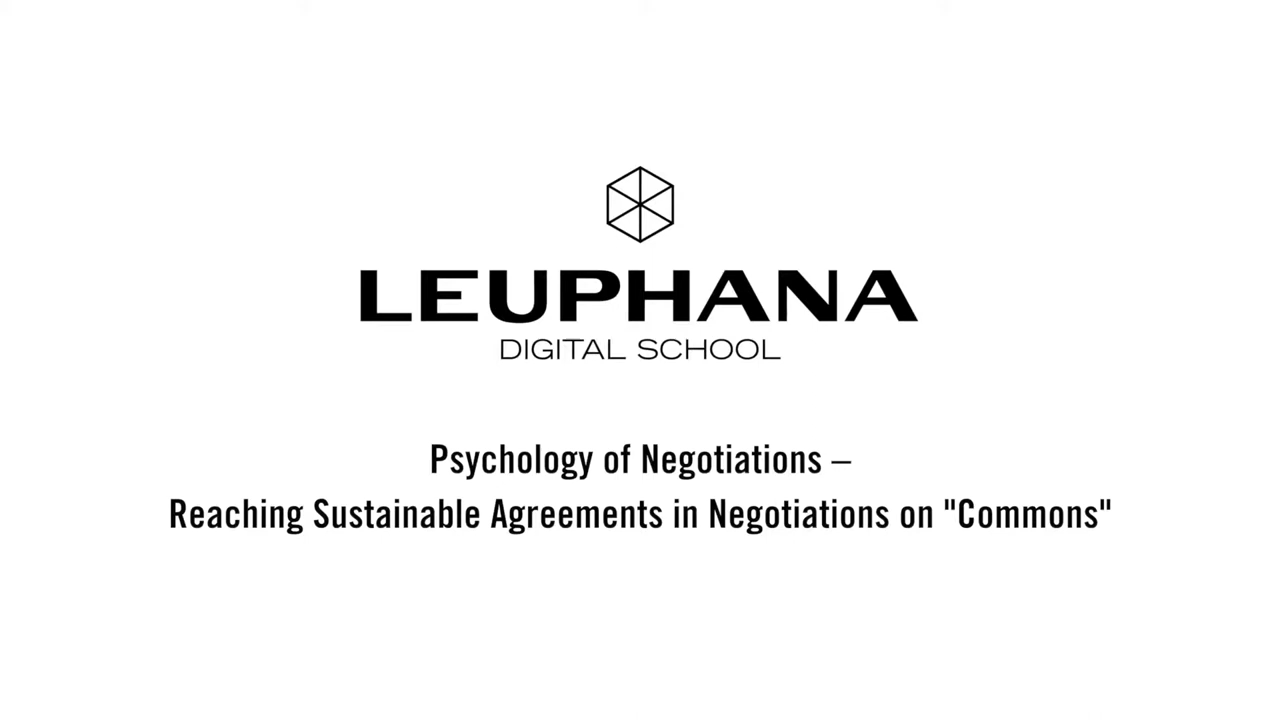 LEUPHANA
DIGITAL SCHOOL
Psychology of Negotiations –
Reaching Sustainable Agreements in Negotiations on "Commons"